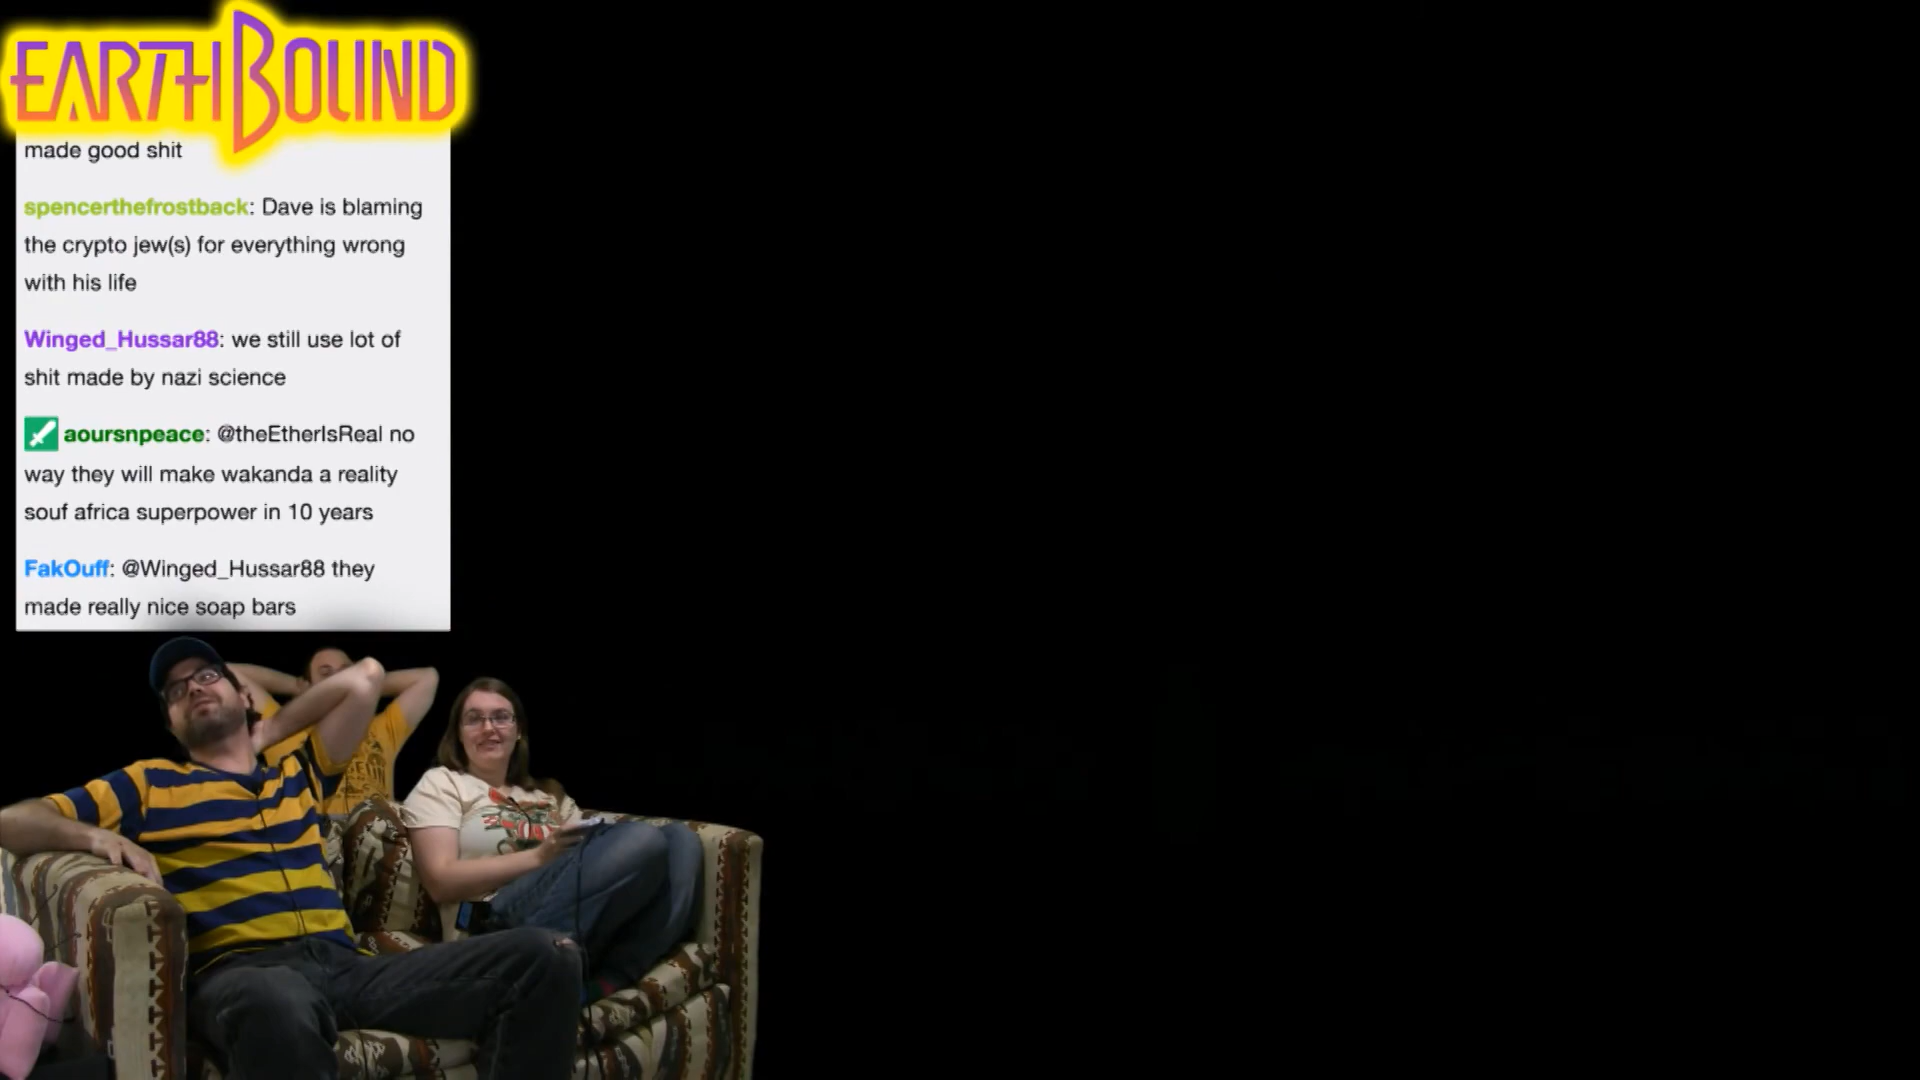 EARTHBOUND
made good shit
spencerthefrostback: Dave is blaming
the crypto jew(s) for everything wrong
with his life
Winged_Hussar88: we still use lot of
shit made by nazi science
aoursnpeace: @theEtherIsReal no
way they will make wakanda a reality
souf africa superpower in 10 years
FakOuff: @Winged_Hussar88 they
made really nice soap bars